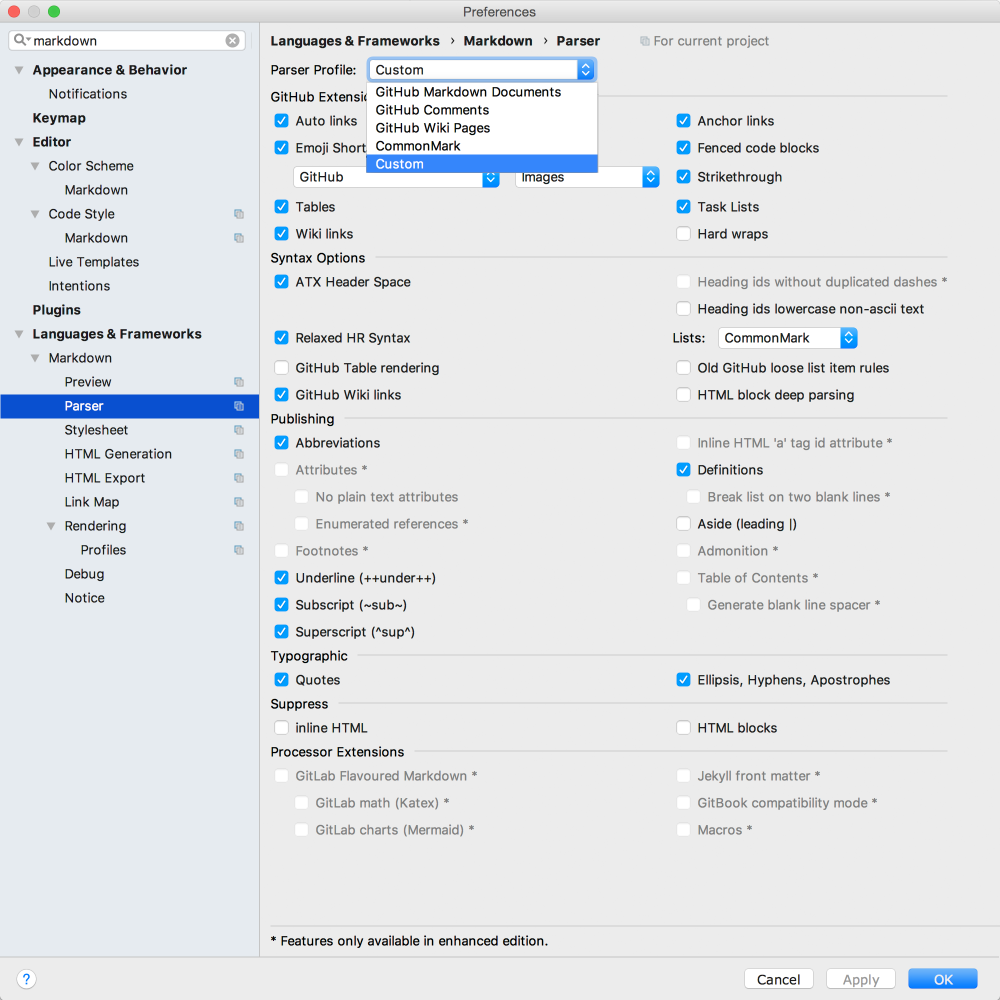 Preferences
markdown
Appearance & Behavior
Notifications
Keymap
Editor
Color Scheme
Markdown
Code Style
Markdown
Live Templates
Intentions
Plugins
Languages & Frameworks
Markdown
Preview
Parser
Stylesheet
HTML Generation
HTML Export
Link Map
Rendering
Profiles
Debug
Notice
Languages & Frameworks › Markdown › Parser For current project
Parser Profile: Custom
GitHub Markdown Documents
GitHub Comments
GitHub Wiki Pages
CommonMark
Custom
GitHub Extensi
Auto links Anchor links
Emoji Short Fenced code blocks
GitHub Images Strikethrough
Tables Task Lists
Wiki links Hard wraps
Syntax Options
ATX Header Space Heading ids without duplicated dashes *
Heading ids lowercase non-ascii text
Relaxed HR Syntax Lists: CommonMark
GitHub Table rendering Old GitHub loose list item rules
GitHub Wiki links HTML block deep parsing
Publishing
Abbreviations Inline HTML 'a' tag id attribute *
Attributes * Definitions
No plain text attributes Break list on two blank lines *
Enumerated references * Aside (leading |)
Footnotes * Admonition *
Underline (++under++) Table of Contents *
Subscript (~sub~) Generate blank line spacer *
Superscript (^sup^)
Typographic
Quotes Ellipsis, Hyphens, Apostrophes
Suppress
inline HTML HTML blocks
Processor Extensions
GitLab Flavoured Markdown * Jekyll front matter *
GitLab math (Katex) * GitBook compatibility mode *
GitLab charts (Mermaid) * Macros *
* Features only available in enhanced edition.
? Cancel Apply OK